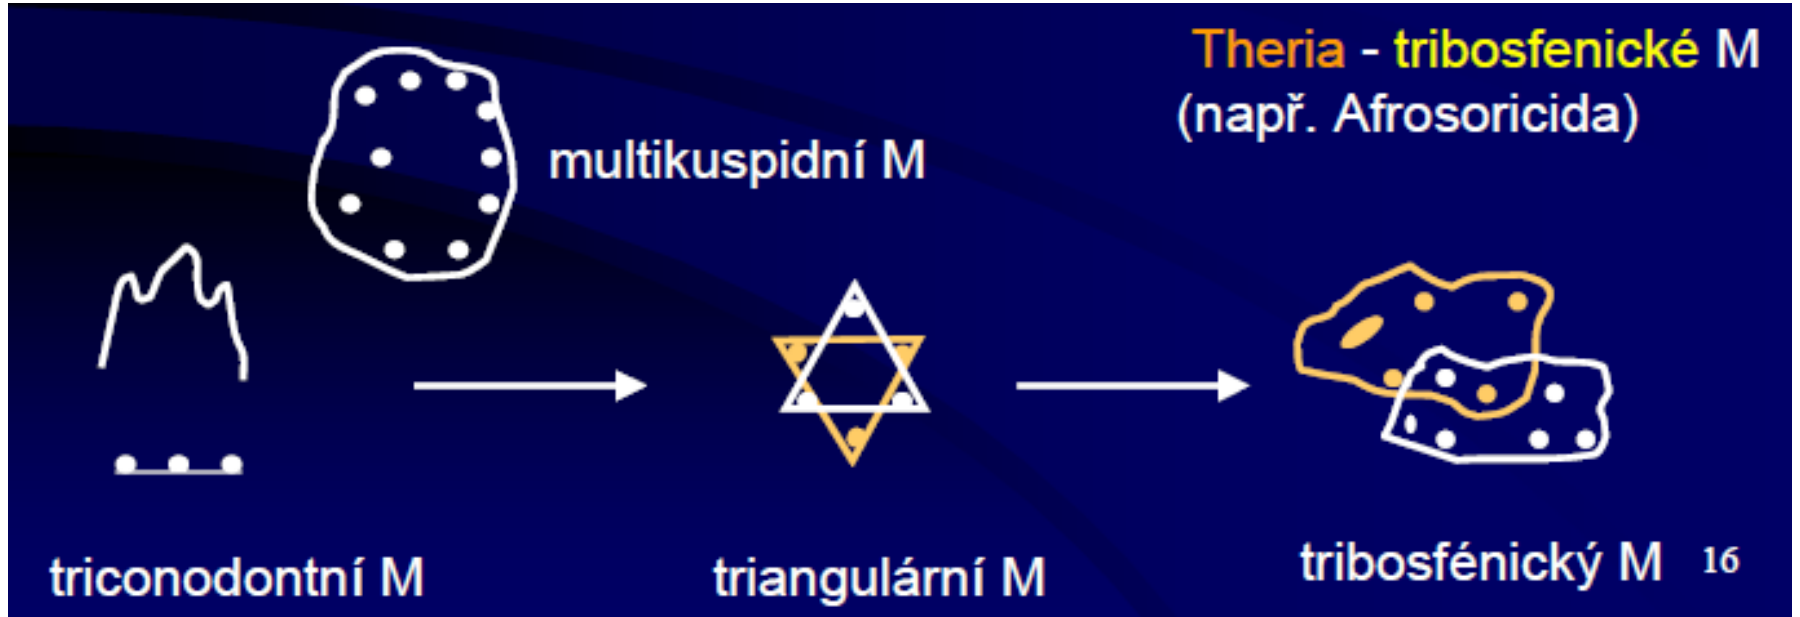 Theria - tribosfenické M
(např. Afrosoricida)
multikuspidní M
triconodontní M
triangulární M
tribosfénický M
16